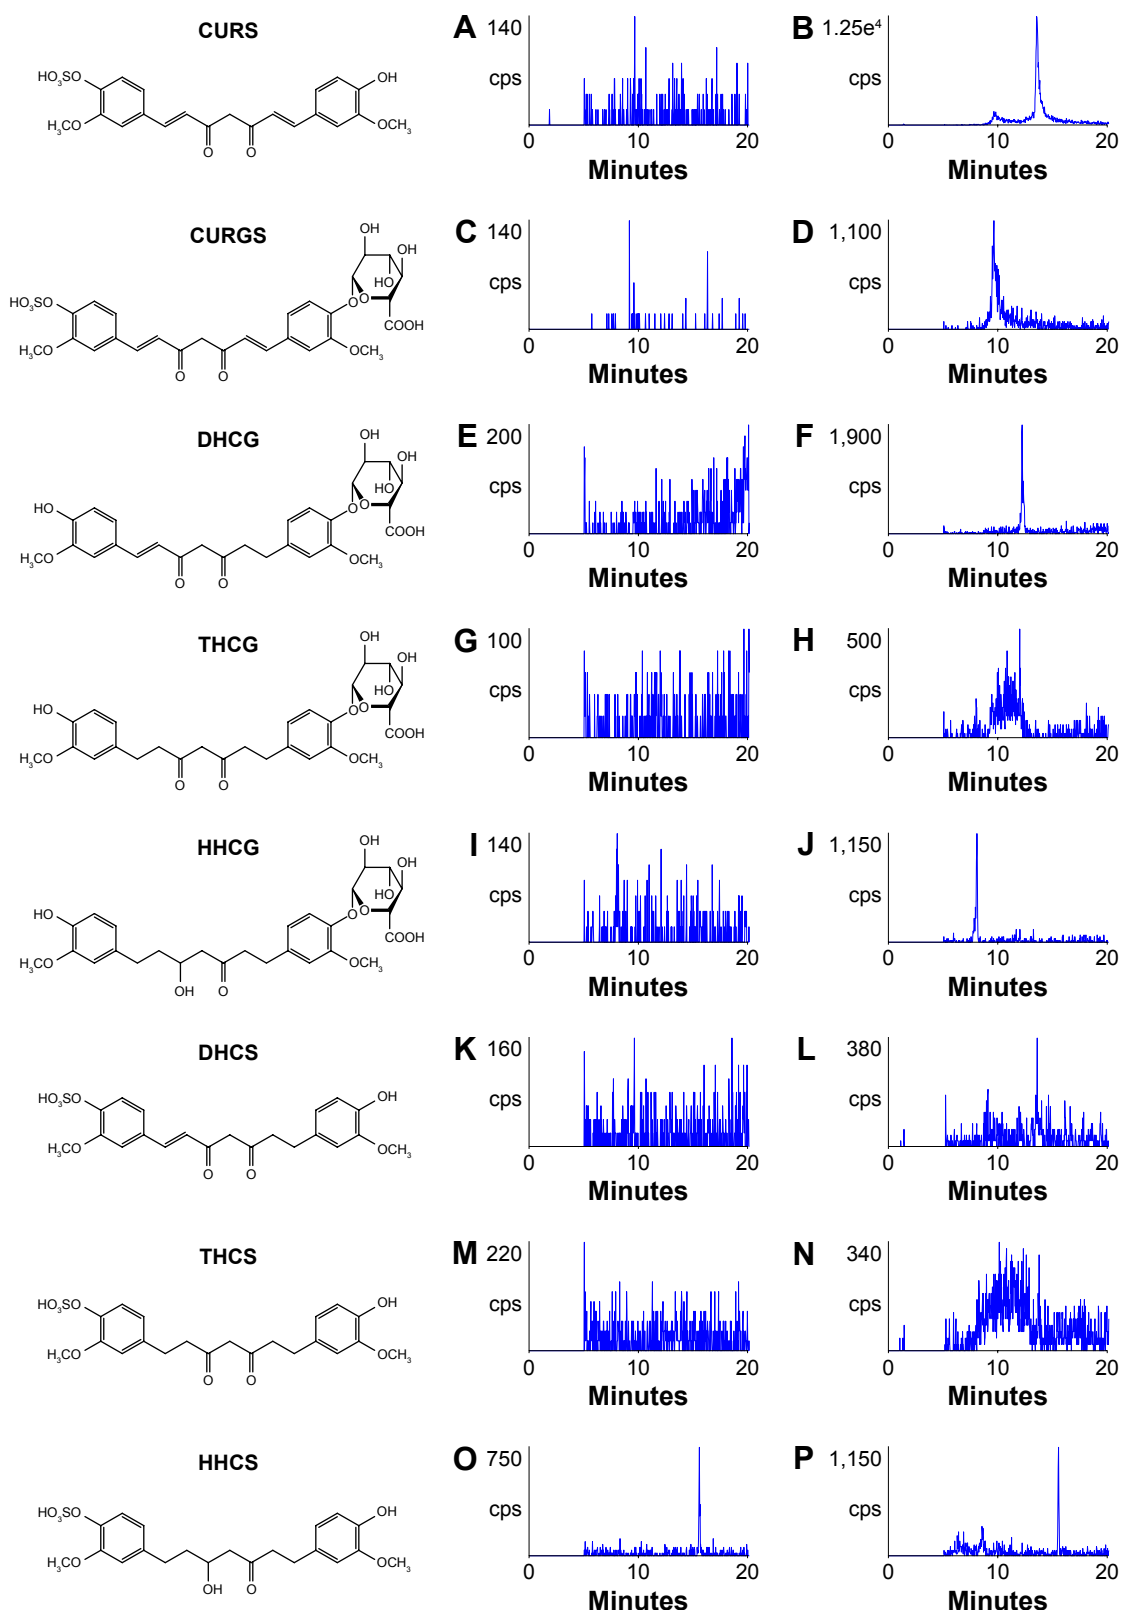 CURS
HO₃SO
H₃CO
O
O
OH
OCH₃
A 140
cps
0 10 20
Minutes
B 1.25e⁴
cps
0 10 20
Minutes
CURGS
OH
OH
HO
O
O
COOH
HO₃SO
H₃CO
O
O
OCH₃
C 140
cps
0 10 20
Minutes
D 1,100
cps
0 10 20
Minutes
DHCG
OH
OH
HO
O
O
COOH
HO
H₃CO
O
O
OCH₃
E 200
cps
0 10 20
Minutes
F 1,900
cps
0 10 20
Minutes
THCG
OH
OH
HO
O
O
COOH
HO
H₃CO
O
O
OCH₃
G 100
cps
0 10 20
Minutes
H 500
cps
0 10 20
Minutes
HHCG
OH
OH
HO
O
O
COOH
HO
H₃CO
OH
O
OCH₃
I 140
cps
0 10 20
Minutes
J 1,150
cps
0 10 20
Minutes
DHCS
HO₃SO
H₃CO
O
O
OH
OCH₃
K 160
cps
0 10 20
Minutes
L 380
cps
0 10 20
Minutes
THCS
HO₃SO
H₃CO
O
O
OH
OCH₃
M 220
cps
0 10 20
Minutes
N 340
cps
0 10 20
Minutes
HHCS
HO₃SO
H₃CO
OH
O
OH
OCH₃
O 750
cps
0 10 20
Minutes
P 1,150
cps
0 10 20
Minutes